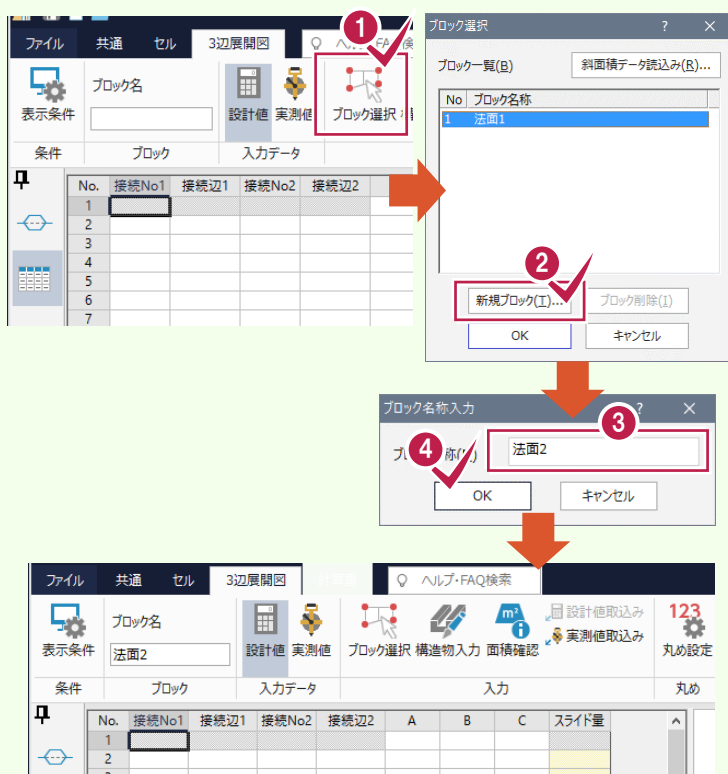 1
ファイル 共通 セル 3辺展開図
表示条件
ブロック名
設計値 実測値 ブロック選択
条件 ブロック 入力データ
No. 接続No1 接続辺1 接続No2 接続辺2
1
2
3
4
5
6
7
ブロック選択 ? ×
ブロック一覧(B) 斜面積データ読込み(R)...
No ブロック名称
1 法面1
2
新規ブロック(T)... ブロック削除(I)
OK キャンセル
ブロック名称入力 ? ×
3
4
法面2
OK キャンセル
ファイル 共通 セル 3辺展開図 ヘルプ・FAQ検索
ブロック名
法面2
表示条件 設計値 実測値 ブロック選択 構造物入力 面積確認 設計値取込み
実測値取込み
m² 123
丸め設定
条件 ブロック 入力データ 入力 丸め
No. 接続No1 接続辺1 接続No2 接続辺2 A B C スライド量
1
2